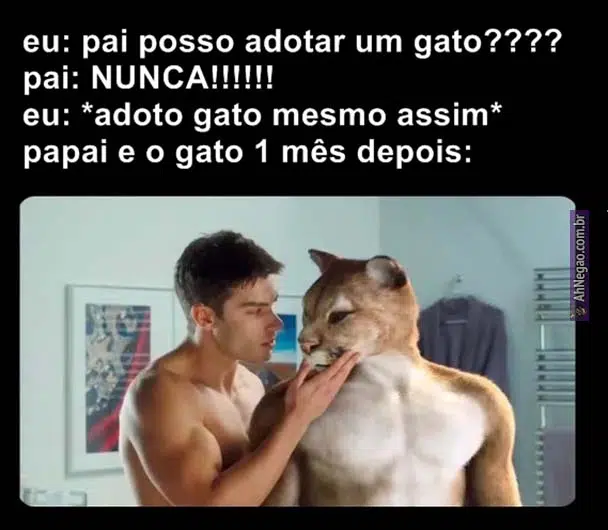 eu: pai posso adotar um gato????
pai: NUNCA!!!!!!
eu: *adoto gato mesmo assim*
papai e o gato 1 mês depois:
AhNegao.com.br